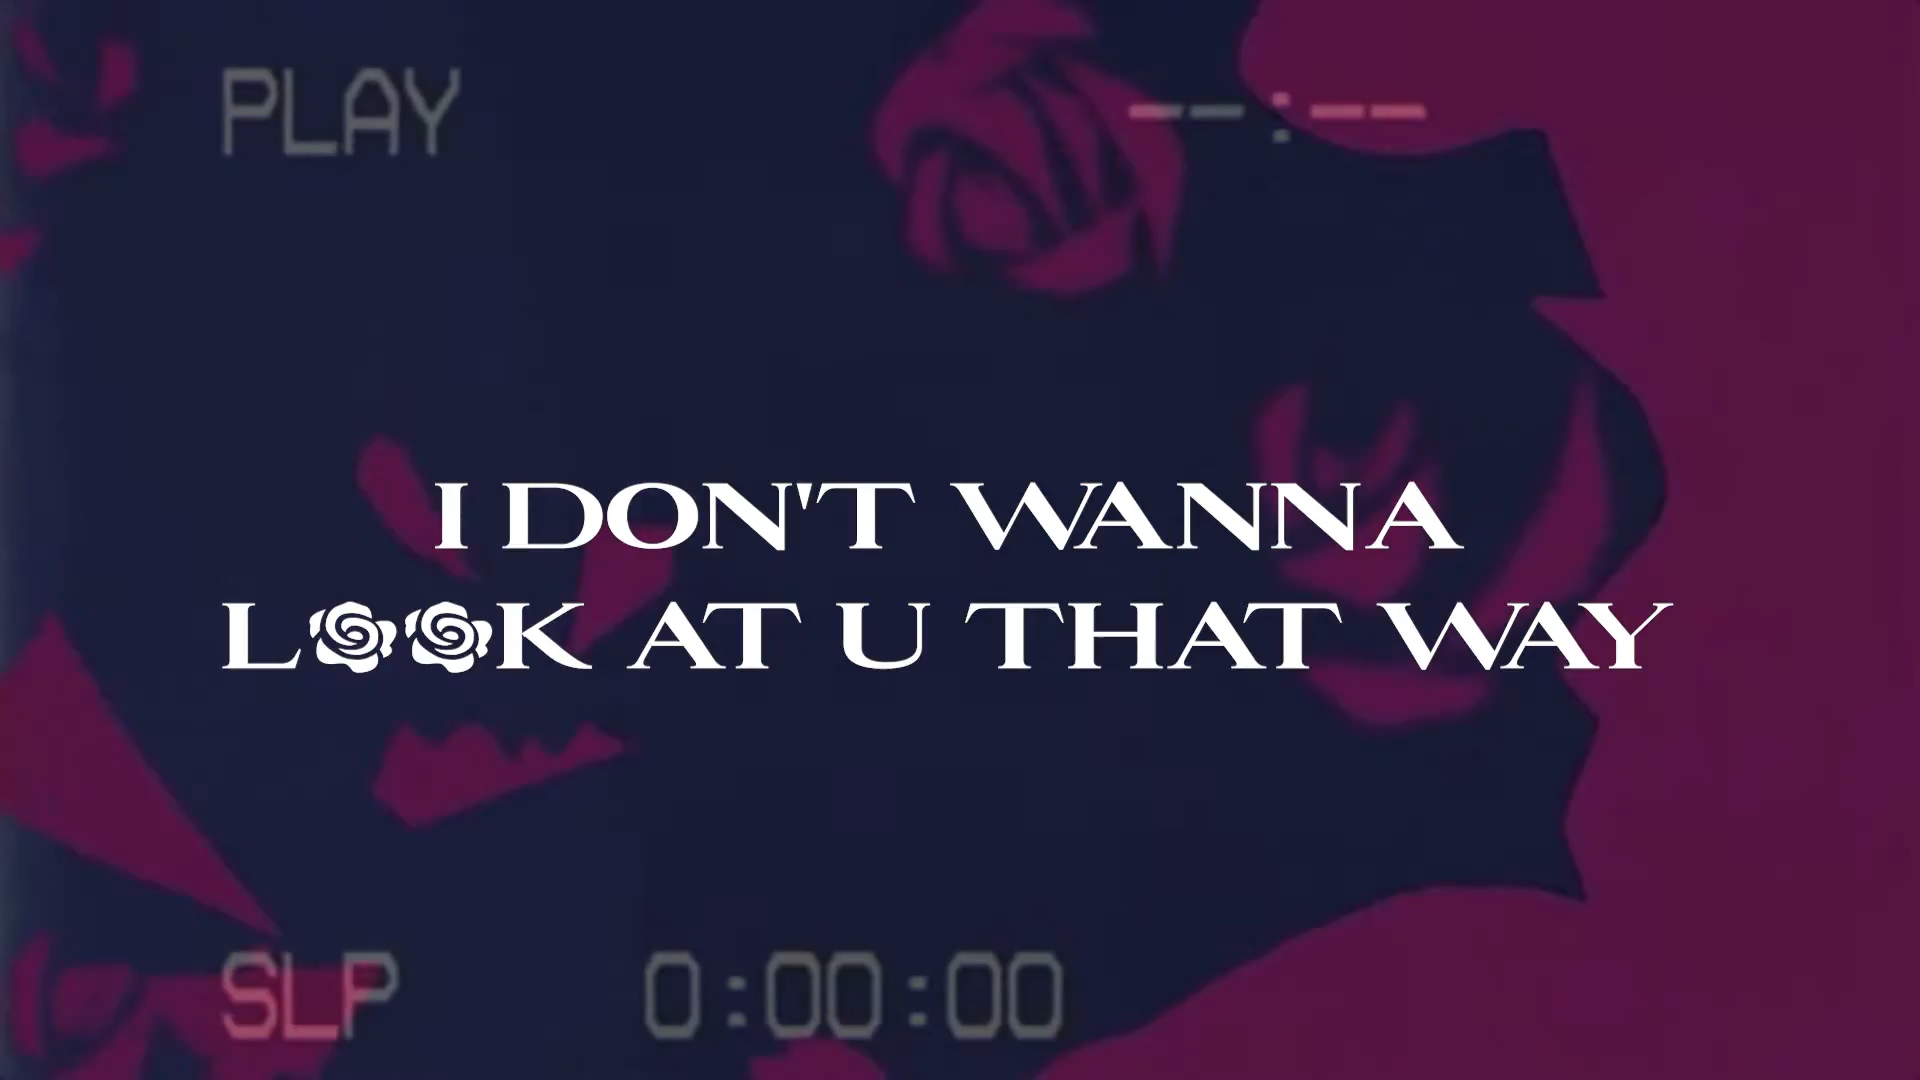 PLAY --:--
I DON'T WANNA
LOOK AT U THAT WAY
SLP 0:00:00